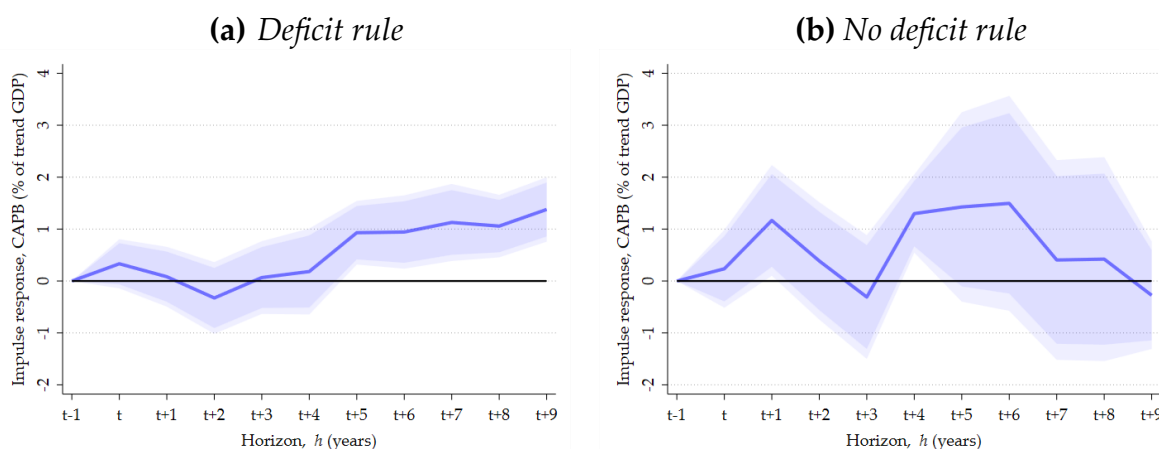 (a) Deficit rule
Impulse response, CAPB (% of trend GDP)
4
3
2
1
0
-1
-2
t-1 t t+1 t+2 t+3 t+4 t+5 t+6 t+7 t+8 t+9
Horizon, h (years)
(b) No deficit rule
Impulse response, CAPB (% of trend GDP)
4
3
2
1
0
-1
-2
t-1 t t+1 t+2 t+3 t+4 t+5 t+6 t+7 t+8 t+9
Horizon, h (years)